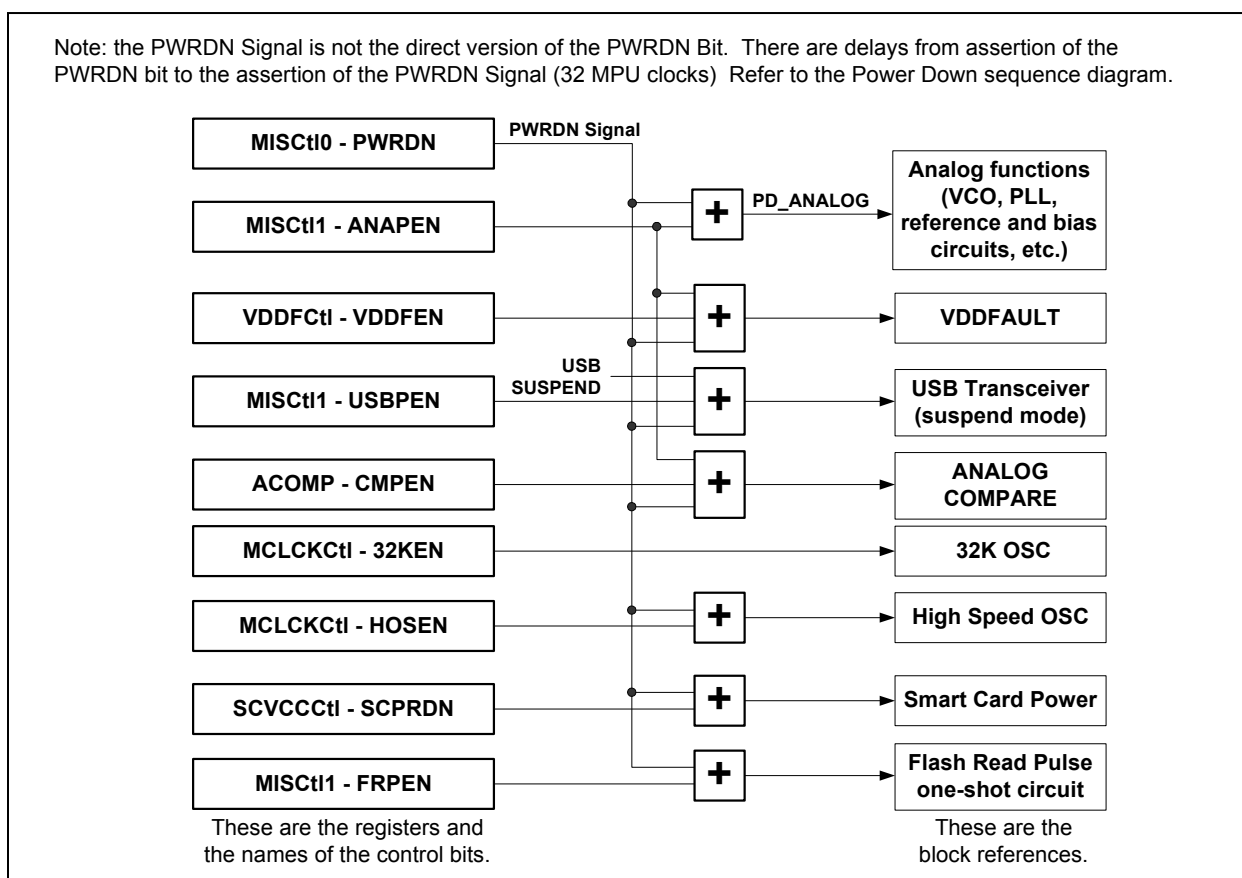 Note: the PWRDN Signal is not the direct version of the PWRDN Bit. There are delays from assertion of the
PWRDN bit to the assertion of the PWRDN Signal (32 MPU clocks) Refer to the Power Down sequence diagram.
MISCtl0 - PWRDN
PWRDN Signal
MISCtl1 - ANAPEN
+
PD_ANALOG
Analog functions
(VCO, PLL,
reference and bias
circuits, etc.)
VDDFCtl - VDDFEN
+
VDDFAULT
USB
SUSPEND
MISCtl1 - USBPEN
+
USB Transceiver
(suspend mode)
ACOMP - CMPEN
+
ANALOG
COMPARE
MCLCKCtl - 32KEN
32K OSC
MCLCKCtl - HOSEN
+
High Speed OSC
SCVCCCtl - SCPRDN
+
Smart Card Power
MISCtl1 - FRPEN
+
Flash Read Pulse
one-shot circuit
These are the registers and
the names of the control bits.
These are the
block references.